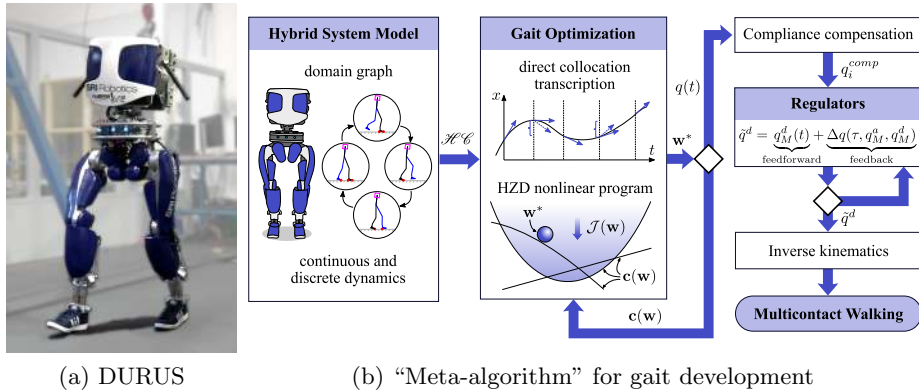 SRI Robotics
Hybrid System Model
domain graph
continuous and
discrete dynamics
ℋ𝒞
Gait Optimization
direct collocation
transcription
x
t
HZD nonlinear program
w*
𝒥(w)
c(w)
w*
q(t)
c(w)
Compliance compensation
q_i^{comp}
Regulators
q̃^d = q_M^d(t) + Δq(τ, q_M^a, q_M^d)
feedforward feedback
q̃^d
Inverse kinematics
Multicontact Walking
(a) DURUS
(b) “Meta-algorithm” for gait development